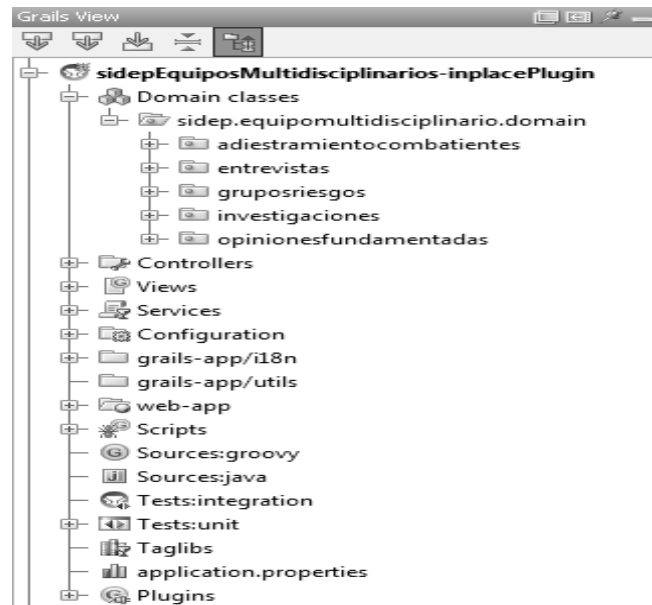 Grails View
sidepEquiposMultidisciplinarios-inplacePlugin
Domain classes
sidep.equipomultidisciplinario.domain
adiestramientocombatientes
entrevistas
gruposriesgos
investigaciones
opinionesfundamentadas
Controllers
Views
Services
Configuration
grails-app/i18n
grails-app/utils
web-app
Scripts
Sources:groovy
Sources:java
Tests:integration
Tests:unit
Taglibs
application.properties
Plugins